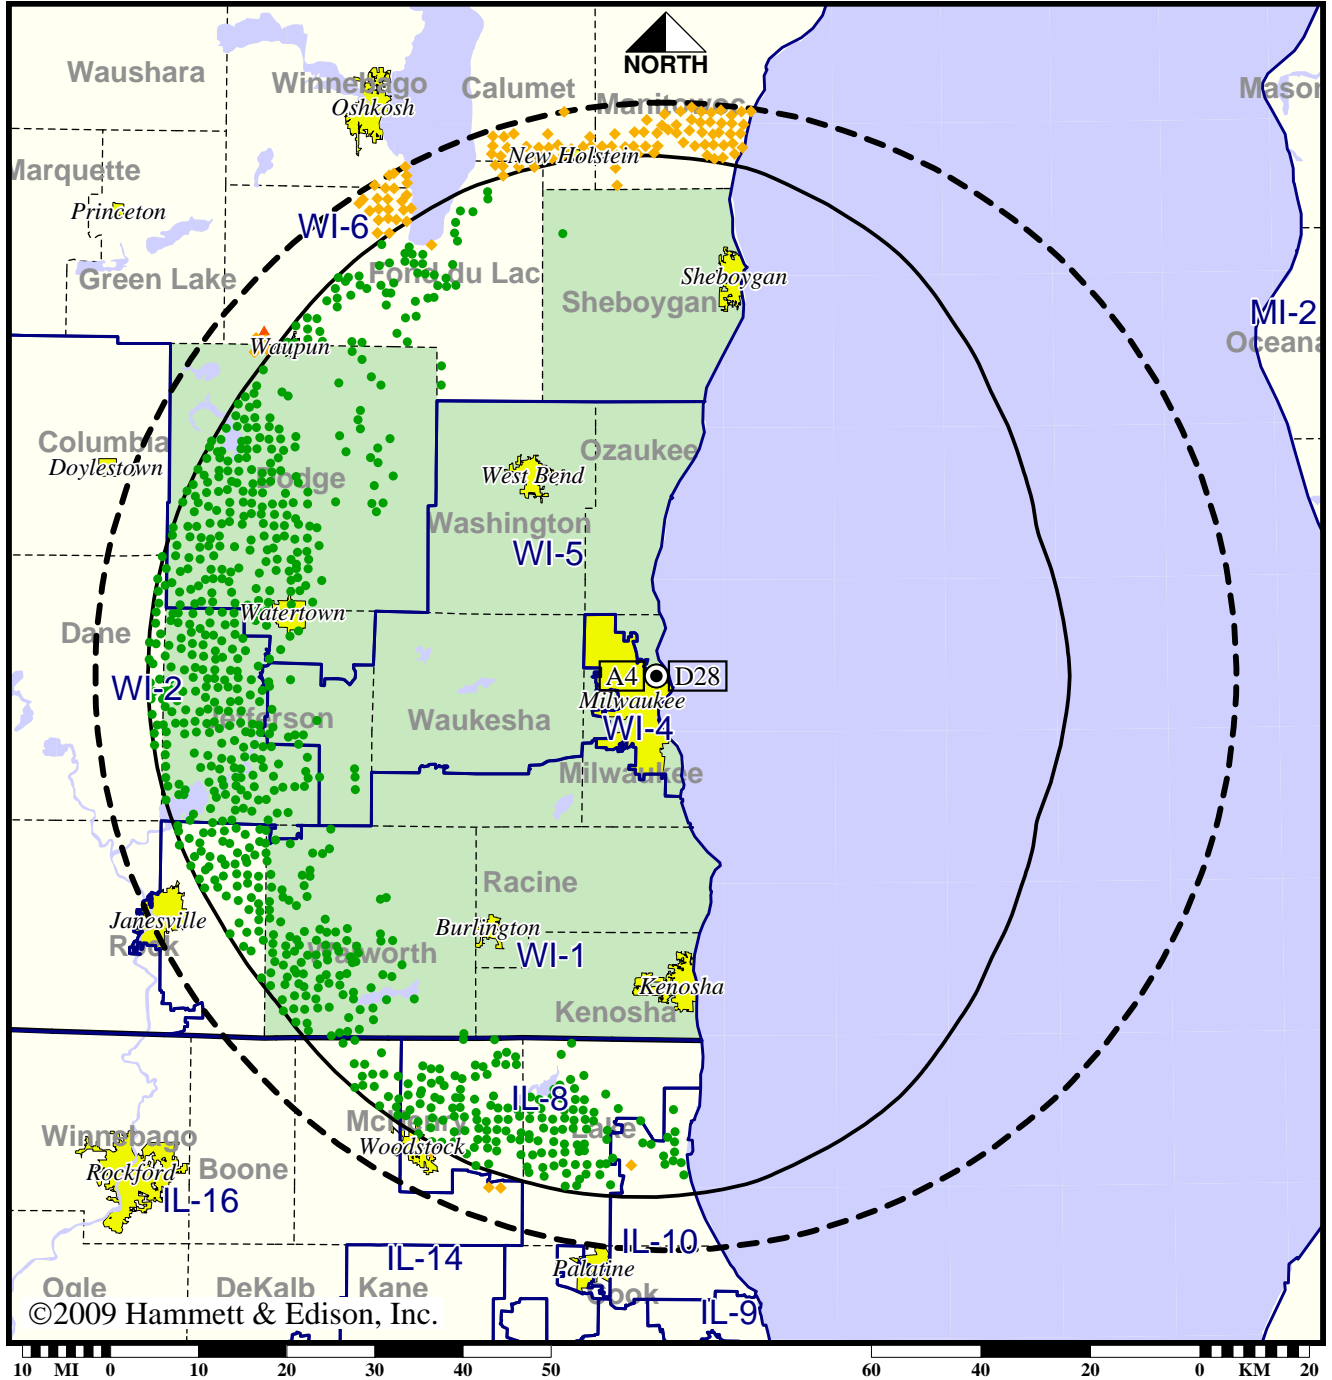 NORTH
Waushara
Winnebago
Oshkosh
Calumet
Manitowoc
Mason
Marquette
New Holstein
Princeton
WI-6
Green Lake
Fond du Lac
Sheboygan
Sheboygan
MI-2
Oceana
Waupun
Columbia
Doylestown
Dodge
Ozaukee
West Bend
Washington
WI-5
Watertown
Dane
WI-2
Jefferson
Waukesha
A4
D28
Milwaukee
WI-4
Milwaukee
Racine
Janesville
Rock
Burlington
Walworth
WI-1
Kenosha
Kenosha
IL-8
McHenry
Lake
Woodstock
Winnebago
Rockford
Boone
IL-16
IL-10
IL-14
Palatine
Ogle
DeKalb
Kane
Cook
IL-9
©2009 Hammett & Edison, Inc.
10 MI 0 10 20 30 40 50 60 40 20 0 KM 20